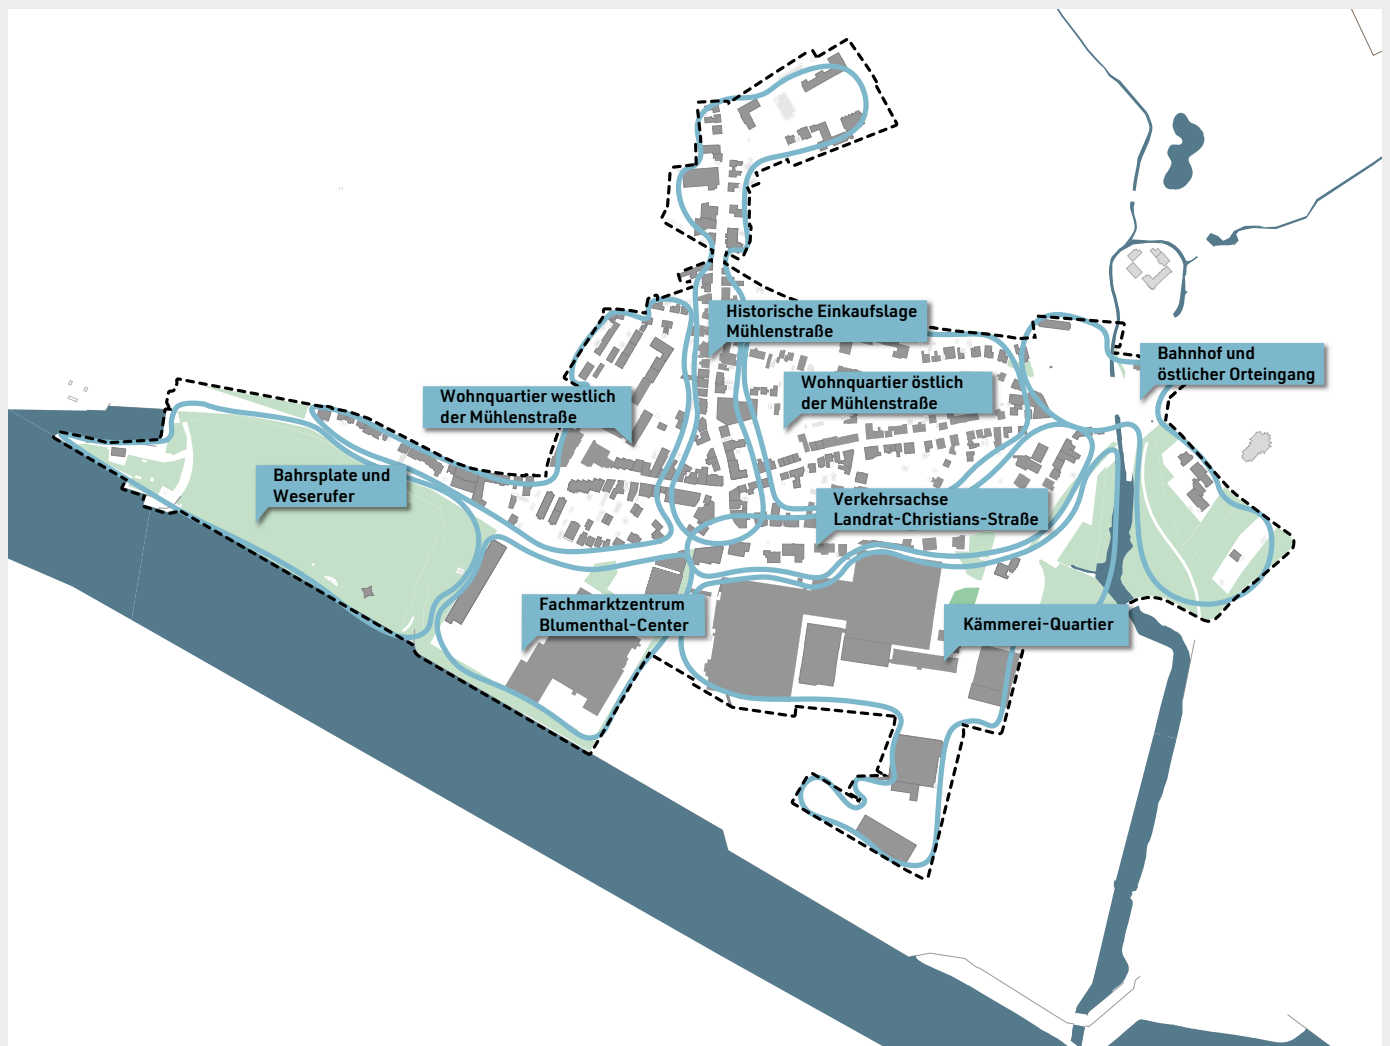 Historische Einkaufslage
Mühlenstraße
Bahnhof und
östlicher Orteingang
Wohnquartier östlich
der Mühlenstraße
Wohnquartier westlich
der Mühlenstraße
Bahrsplate und
Weserufer
Verkehrsachse
Landrat-Christians-Straße
Fachmarktzentrum
Blumenthal-Center
Kämmerei-Quartier